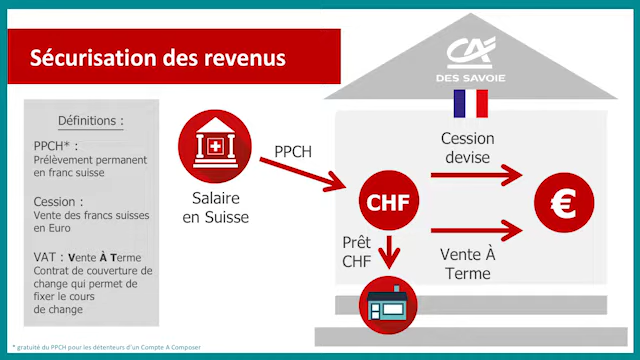 Sécurisation des revenus
CA
DES SAVOIE
Définitions :
PPCH* :
Prélèvement permanent
en franc suisse
Cession :
Vente des francs suisses
en Euro
VAT : Vente À Terme
Contrat de couverture de
change qui permet de
fixer le cours
de change
Salaire
en Suisse
PPCH
CHF
Cession
devise
€
Vente À
Terme
Prêt
CHF
* gratuité du PPCH pour les détenteurs d'un Compte A Composer